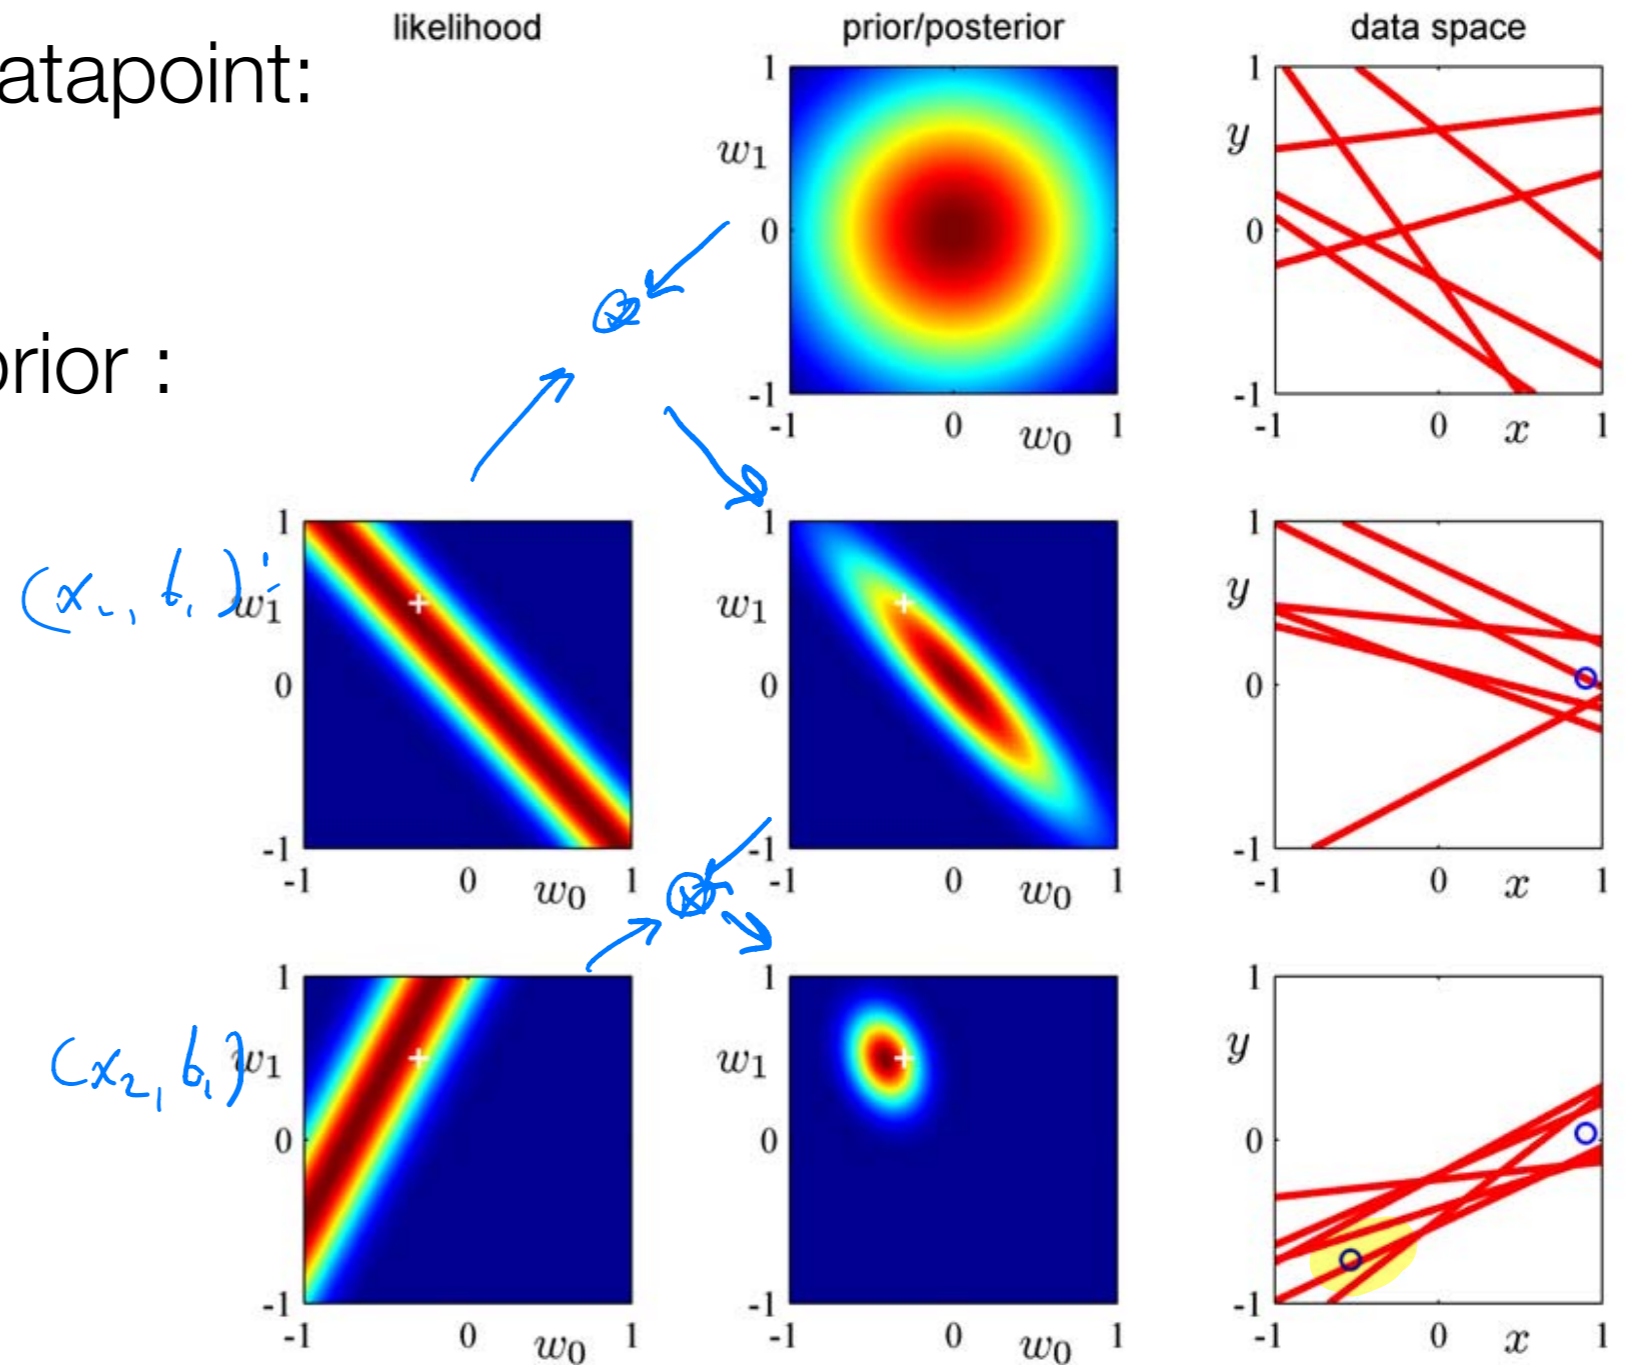 likelihood prior/posterior data space
atapoint:
1 1
w1 y
0 0
prior :
-1 -1
-1 0 w0 1 -1 0 x 1
1 1 1
(x1, t1): w1 w1 y
0 0 0
-1 -1 -1
-1 0 w0 1 -1 0 w0 1 -1 0 x 1
1 1 1
(x2, t1) w1 w1 y
0 0 0
-1 -1 -1
-1 0 w0 1 -1 0 w0 1 -1 0 x 1